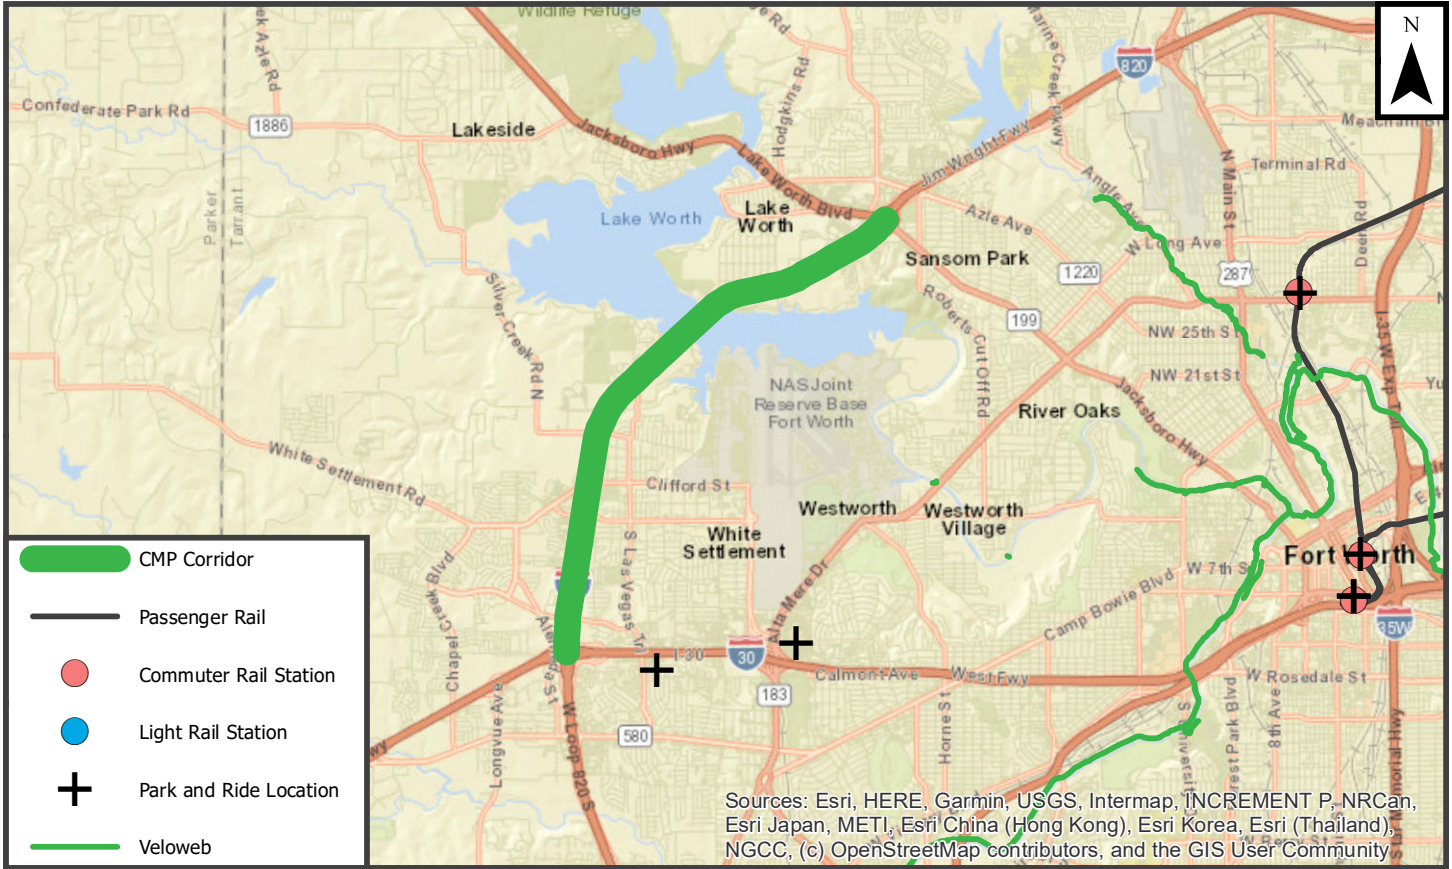 Wildlife Refuge
N
820
Confederate Park Rd
1886
Lakeside
Jacksboro Hwy
Hodgkins Rd
Marine Creek Pkwy
Jim Wright Fwy
Meacham
Terminal Rd
N Main St
Angle Ave
Parker
Tarrant
Lake Worth
Lake
Worth
Lake Worth Blvd
Azle Ave
W Long Ave
Deen Rd
Sansom Park
1220
287
Silver Creek Rd N
Roberts Cut Off Rd
199
NW 25th St
I-35W Exp
NAS Joint
Reserve Base
Fort Worth
NW 21st St
Yu
River Oaks
Jacksboro Hwy
White Settlement Rd
Clifford St
Westworth
Westworth
Village
White
Settlement
S Las Vegas Trl
Alta Mere Dr
Fort Worth
W 7th St
Camp Bowie Blvd
35W
Chapel Creek Blvd
Alameda St
I-30
30
Calmont Ave
West Fwy
183
W Rosedale St
580
Longvue Ave
W Loop 820 S
Horne St
8th Ave
CMP Corridor
Passenger Rail
Commuter Rail Station
Light Rail Station
Park and Ride Location
Veloweb
Sources: Esri, HERE, Garmin, USGS, Intermap, INCREMENT P, NRCan,
Esri Japan, METI, Esri China (Hong Kong), Esri Korea, Esri (Thailand),
NGCC, (c) OpenStreetMap contributors, and the GIS User Community